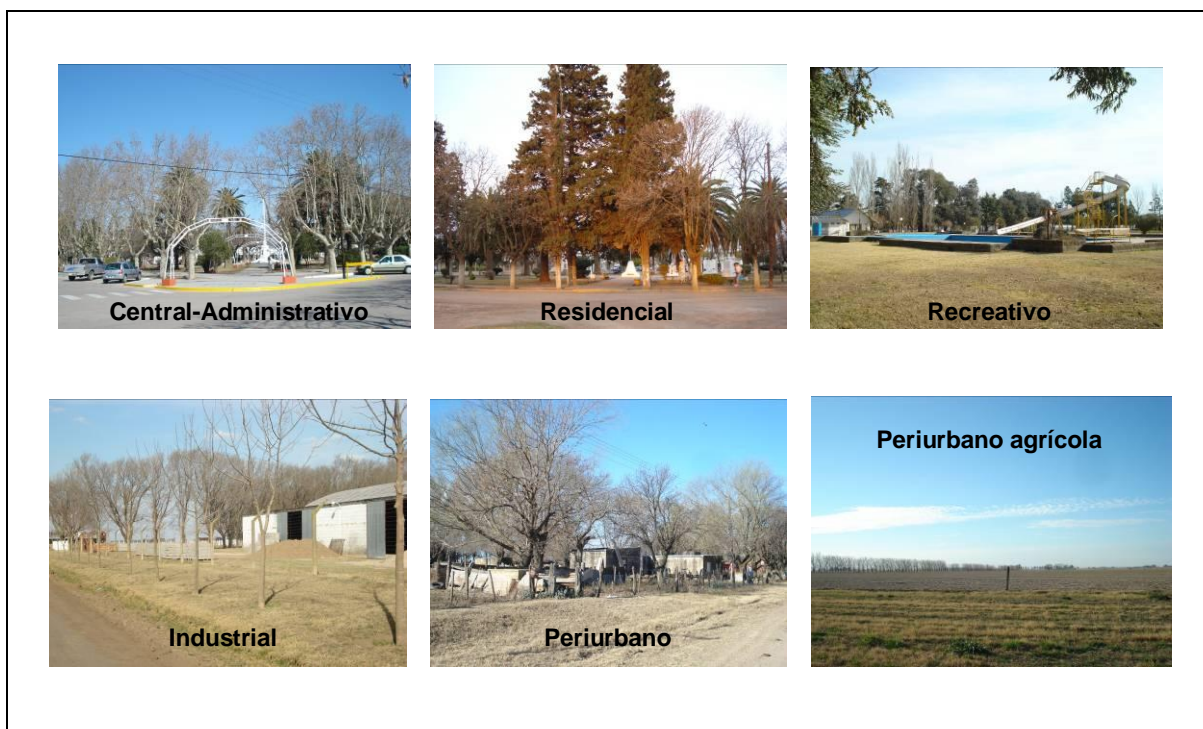 Central-Administrativo
Residencial
Recreativo
Industrial
Periurbano
Periurbano agrícola